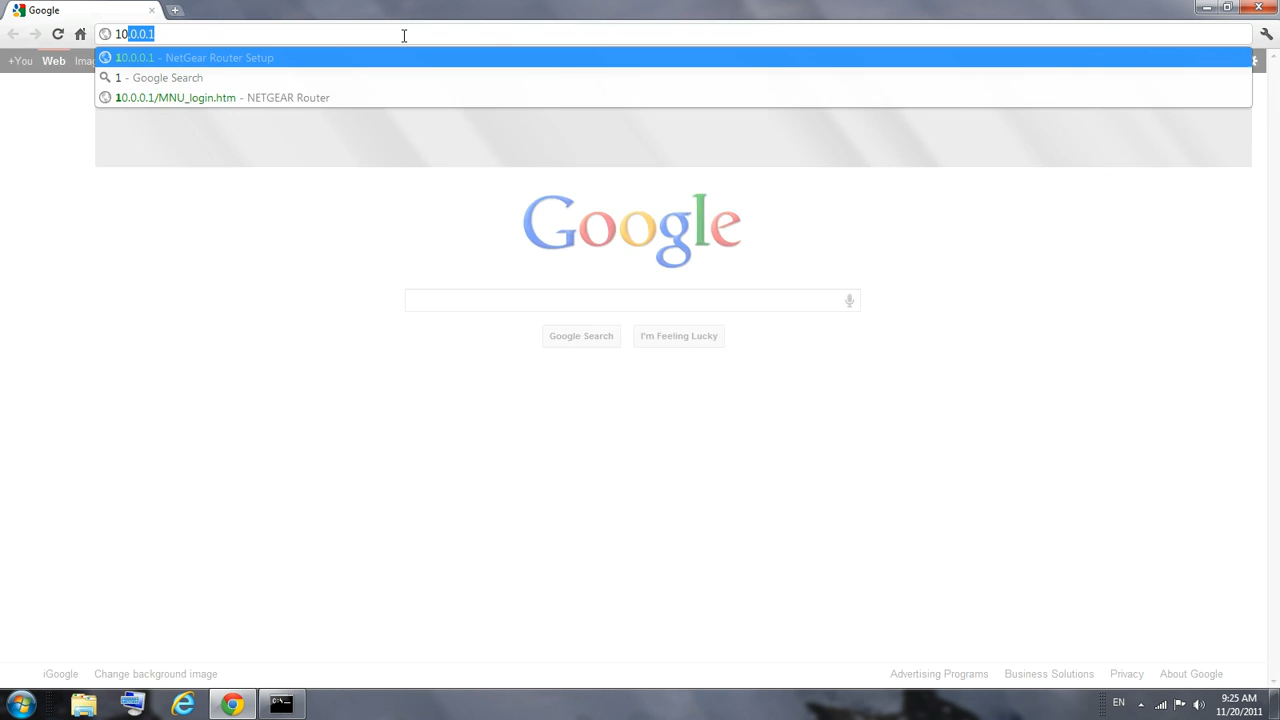 Google
10.0.0.1
10.0.0.1 - NetGear Router Setup
+You Web Ima
1 - Google Search
10.0.0.1/MNU_login.htm - NETGEAR Router
Google
Google Search I'm Feeling Lucky
iGoogle Change background image Advertising Programs Business Solutions Privacy About Google
C:\
EN 9:25 AM
11/20/2011